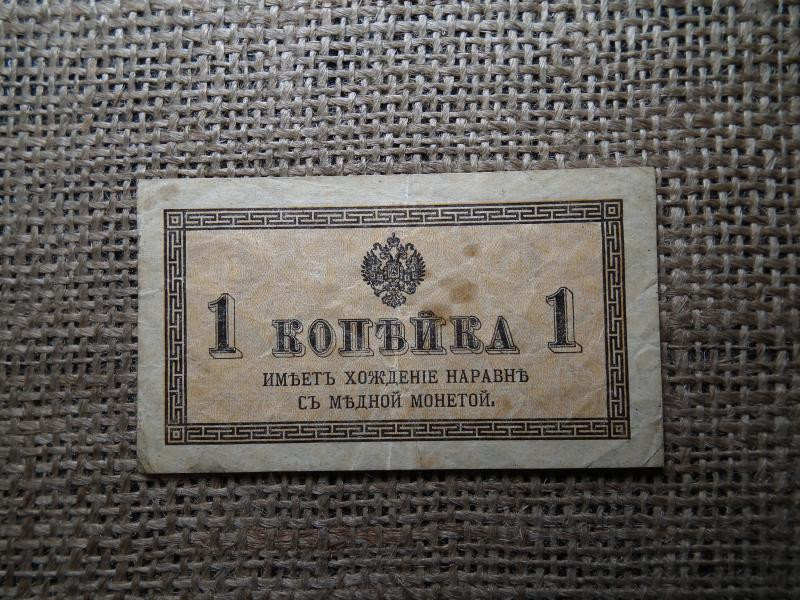 1 КОПѢЙКА 1
ИМѢЕТЪ ХОЖДЕНІЕ НАРАВНѢ
СЪ МѢДНОЙ МОНЕТОЙ.